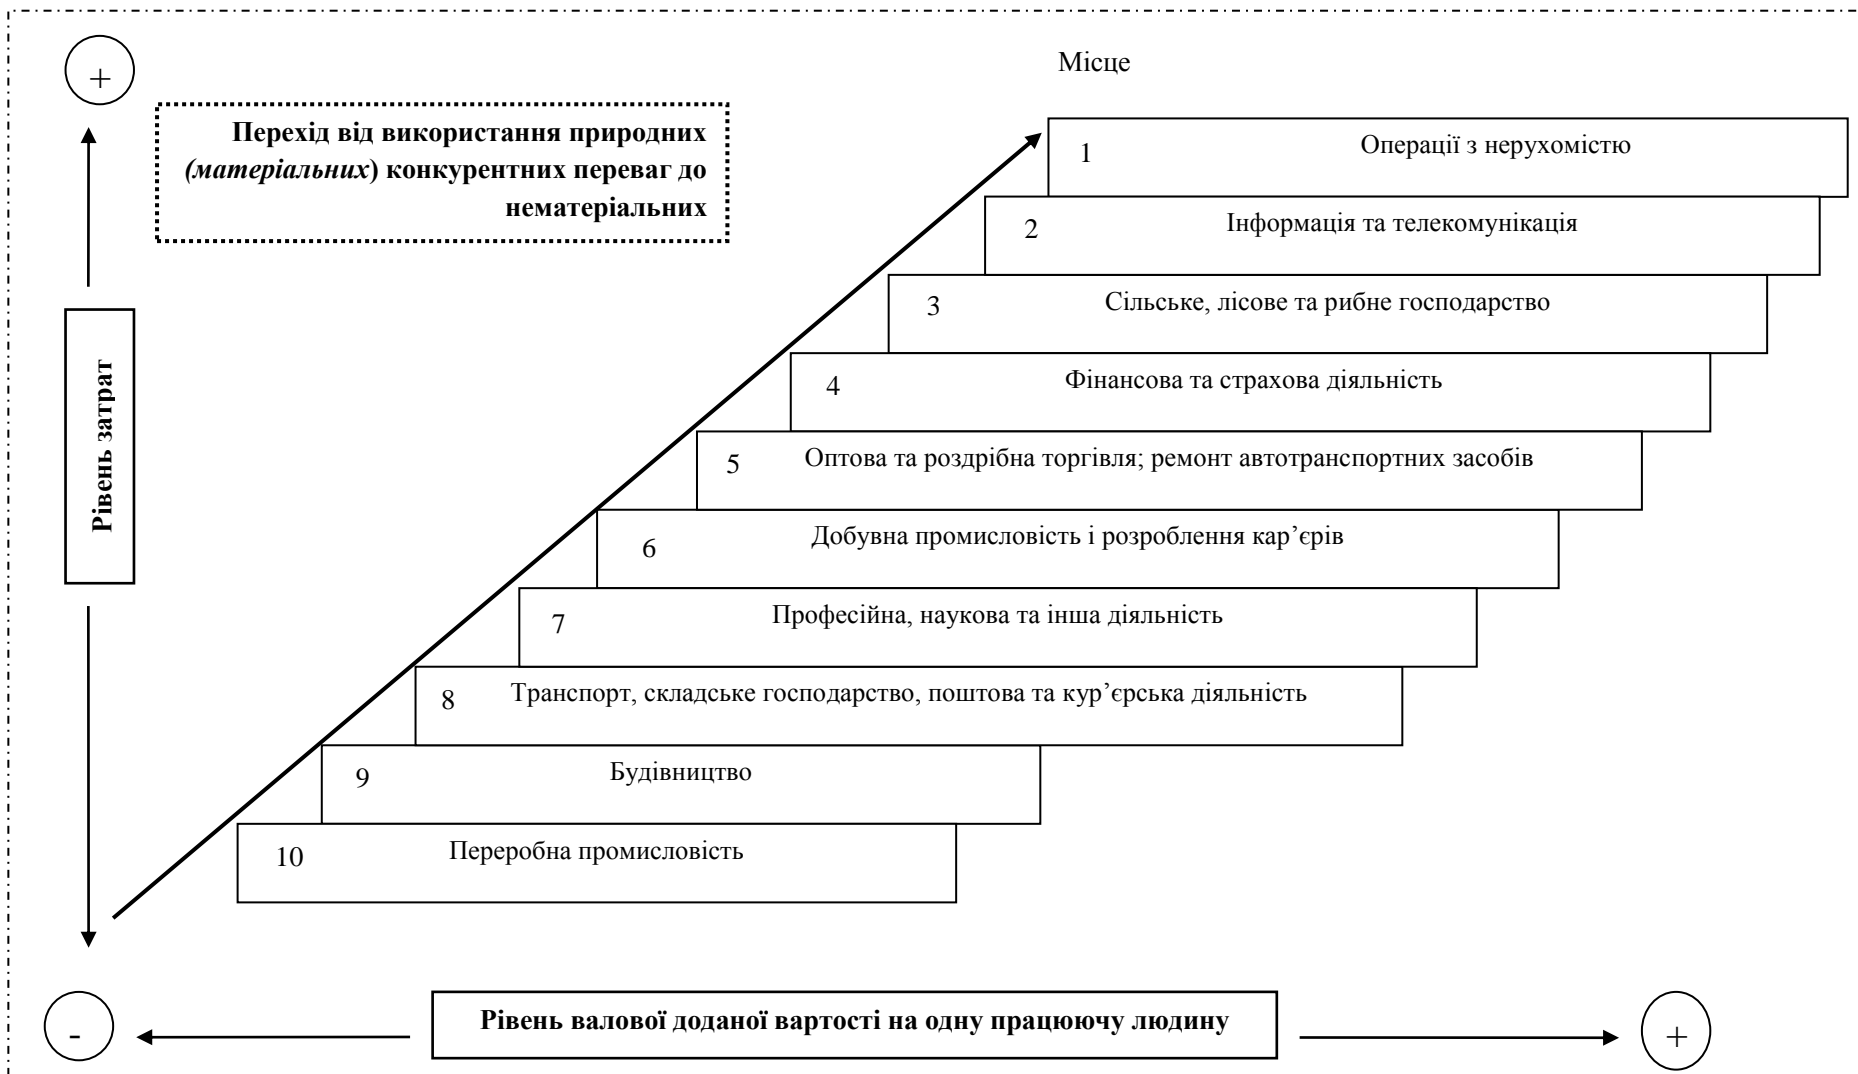 +
Місце
Перехід від використання природних
(матеріальних) конкурентних переваг до
нематеріальних
1 Операції з нерухомістю
2 Інформація та телекомунікація
3 Сільське, лісове та рибне господарство
4 Фінансова та страхова діяльність
Рівень затрат
5 Оптова та роздрібна торгівля; ремонт автотранспортних засобів
6 Добувна промисловість і розроблення кар’єрів
7 Професійна, наукова та інша діяльність
8 Транспорт, складське господарство, поштова та кур’єрська діяльність
9 Будівництво
10 Переробна промисловість
-
Рівень валової доданої вартості на одну працюючу людину
+